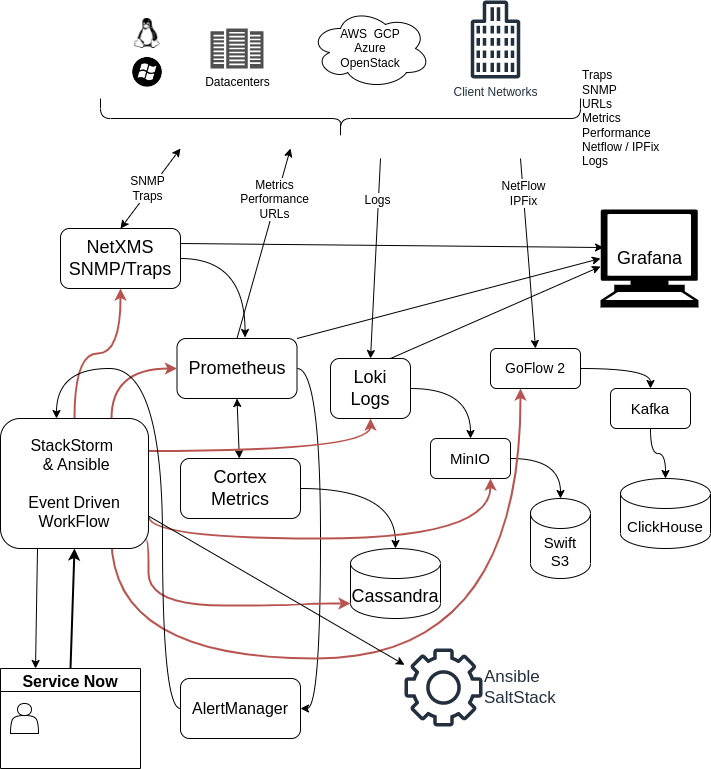 AWS GCP
Azure
OpenStack
Datacenters
Client Networks
Traps
SNMP
URLs
Metrics
Performance
Netflow / IPFix
Logs
SNMP
Traps
Metrics
Performance
URLs
Logs
NetFlow
IPFix
NetXMS
SNMP/Traps
Grafana
Prometheus
Loki
Logs
GoFlow 2
Kafka
StackStorm
& Ansible
Event Driven
WorkFlow
Cortex
Metrics
MinIO
Swift
S3
ClickHouse
Cassandra
Service Now
AlertManager
Ansible
SaltStack